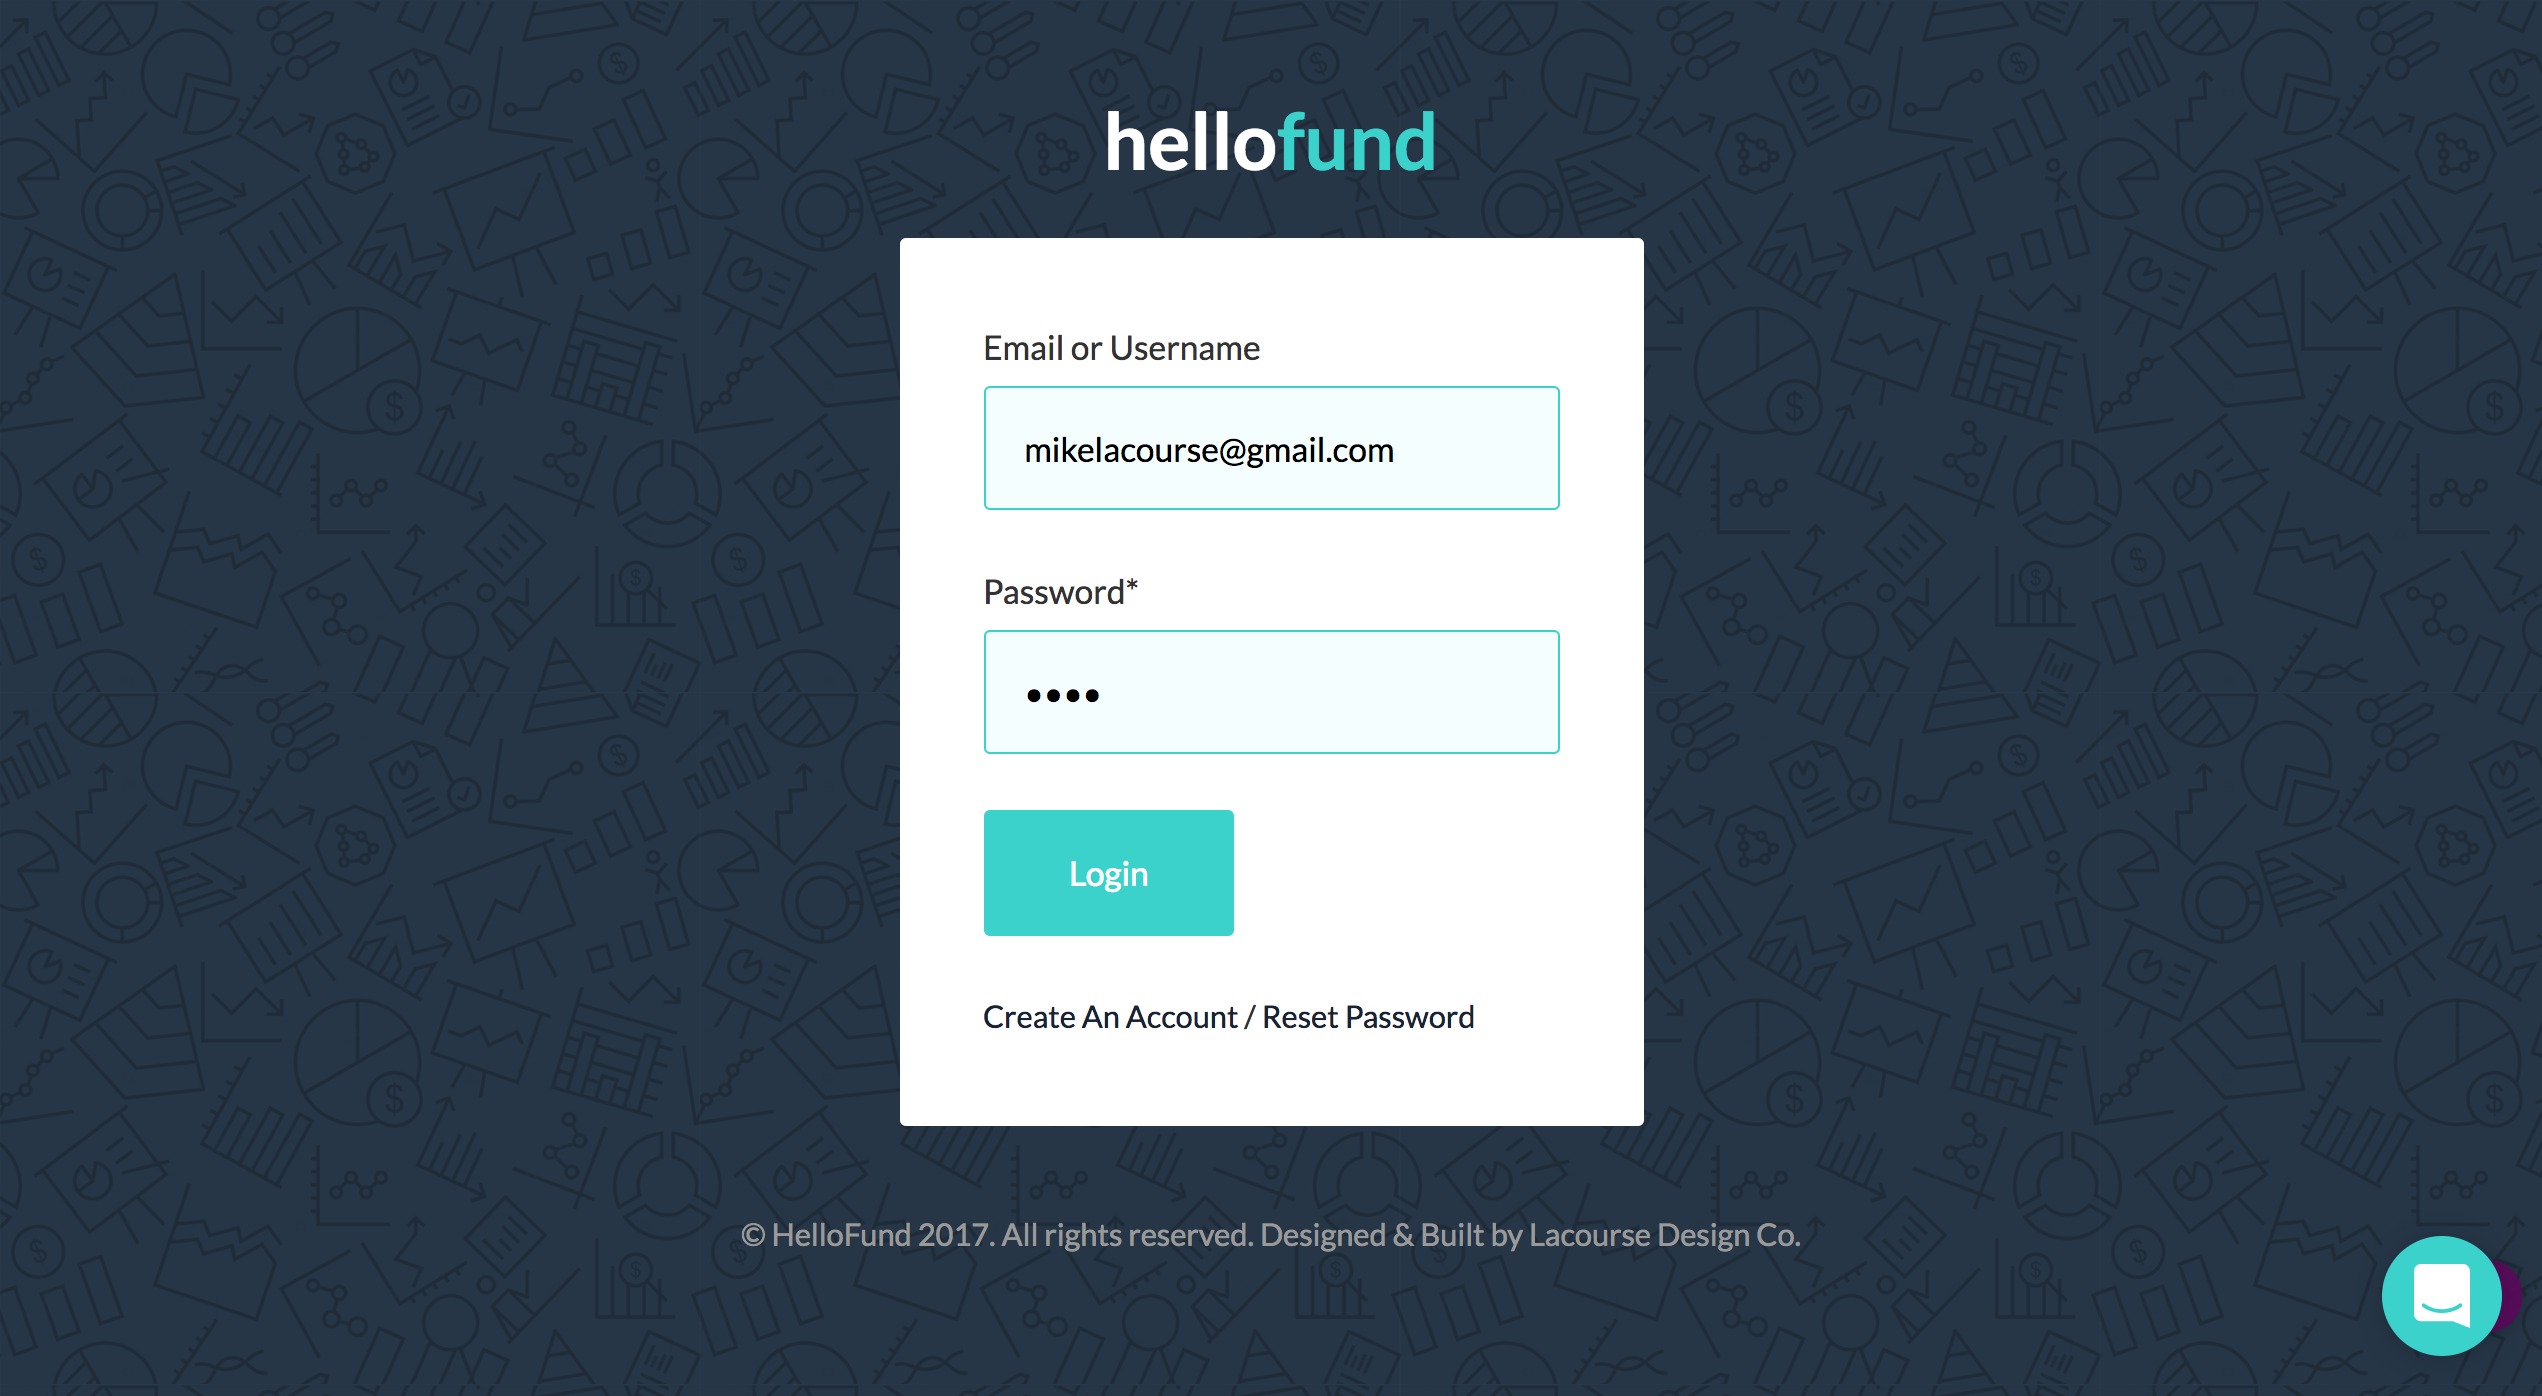 hellofund
Email or Username
mikelacourse@gmail.com
Password*
••••
Login
Create An Account / Reset Password
© HelloFund 2017. All rights reserved. Designed & Built by Lacourse Design Co.